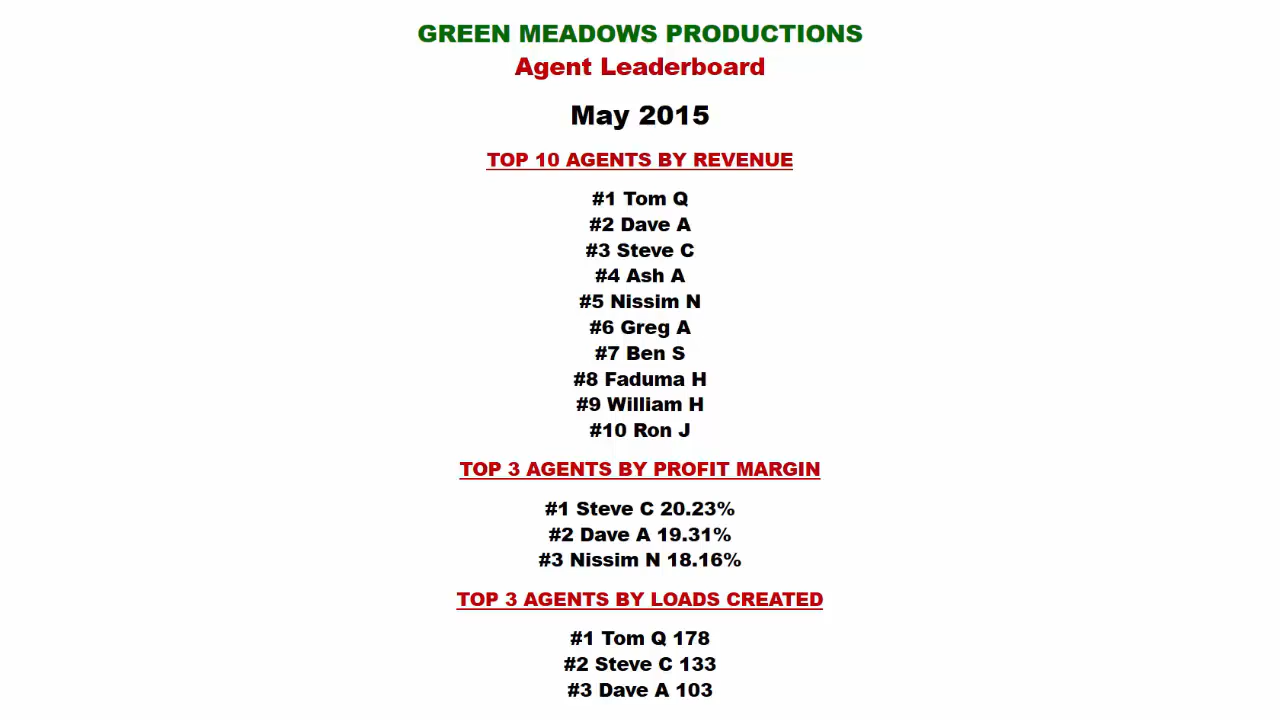 GREEN MEADOWS PRODUCTIONS
Agent Leaderboard
May 2015
TOP 10 AGENTS BY REVENUE
#1 Tom Q
#2 Dave A
#3 Steve C
#4 Ash A
#5 Nissim N
#6 Greg A
#7 Ben S
#8 Faduma H
#9 William H
#10 Ron J
TOP 3 AGENTS BY PROFIT MARGIN
#1 Steve C 20.23%
#2 Dave A 19.31%
#3 Nissim N 18.16%
TOP 3 AGENTS BY LOADS CREATED
#1 Tom Q 178
#2 Steve C 133
#3 Dave A 103